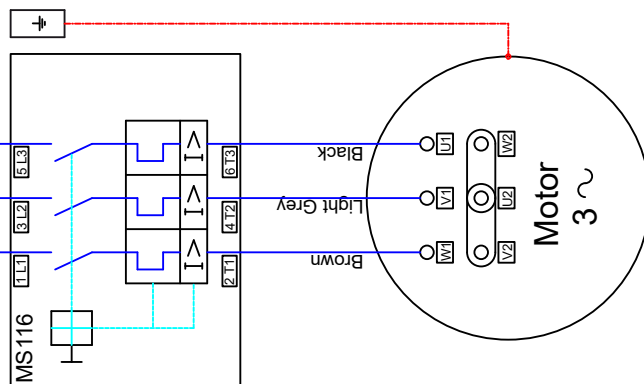 5 L3
6 T3
Black
U1
W2
3 L2
4 T2
Light Grey
V1
U2
1 L1
2 T1
Brown
W1
V2
MS116
I>
I>
I>
Motor
3 ~